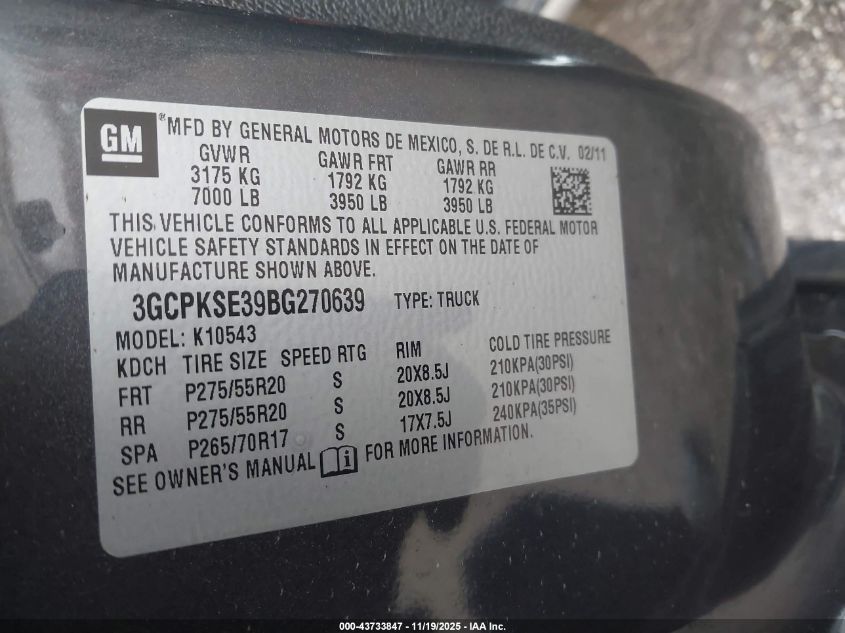 GM
® MFD BY GENERAL MOTORS DE MEXICO, S. DE R.L. DE C.V. 02/11
GVWR GAWR FRT GAWR RR
3175 KG 1792 KG 1792 KG
7000 LB 3950 LB 3950 LB
THIS VEHICLE CONFORMS TO ALL APPLICABLE U.S. FEDERAL MOTOR
VEHICLE SAFETY STANDARDS IN EFFECT ON THE DATE OF
MANUFACTURE SHOWN ABOVE.
3GCPKSE39BG270639 TYPE: TRUCK
MODEL: K10543
KDCH TIRE SIZE SPEED RTG RIM COLD TIRE PRESSURE
FRT P275/55R20 S 20X8.5J 210KPA(30PSI)
RR P275/55R20 S 20X8.5J 210KPA(30PSI)
SPA P265/70R17 S 17X7.5J 240KPA(35PSI)
SEE OWNER'S MANUAL i FOR MORE INFORMATION.
000-43733847 - 11/19/2025 - IAA Inc.